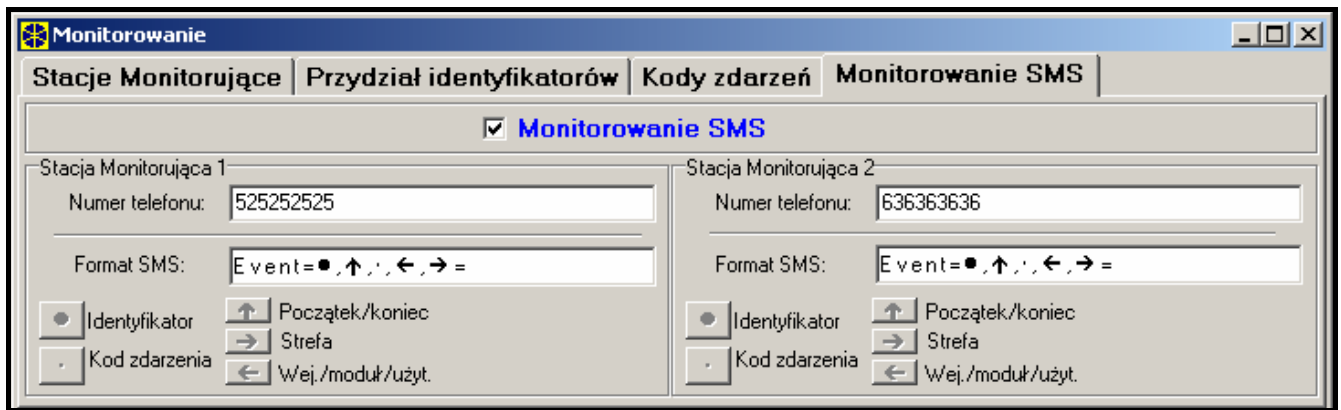 Monitorowanie
Stacje Monitorujące Przydział identyfikatorów Kody zdarzeń Monitorowanie SMS
Monitorowanie SMS
Stacja Monitorująca 1
Numer telefonu: 525252525
Format SMS: Event=●,↑,·,←,→=
Identyfikator
Kod zdarzenia
Początek/koniec
Strefa
Wej./moduł/użyt.
Stacja Monitorująca 2
Numer telefonu: 636363636
Format SMS: Event=●,↑,·,←,→=
Identyfikator
Kod zdarzenia
Początek/koniec
Strefa
Wej./moduł/użyt.